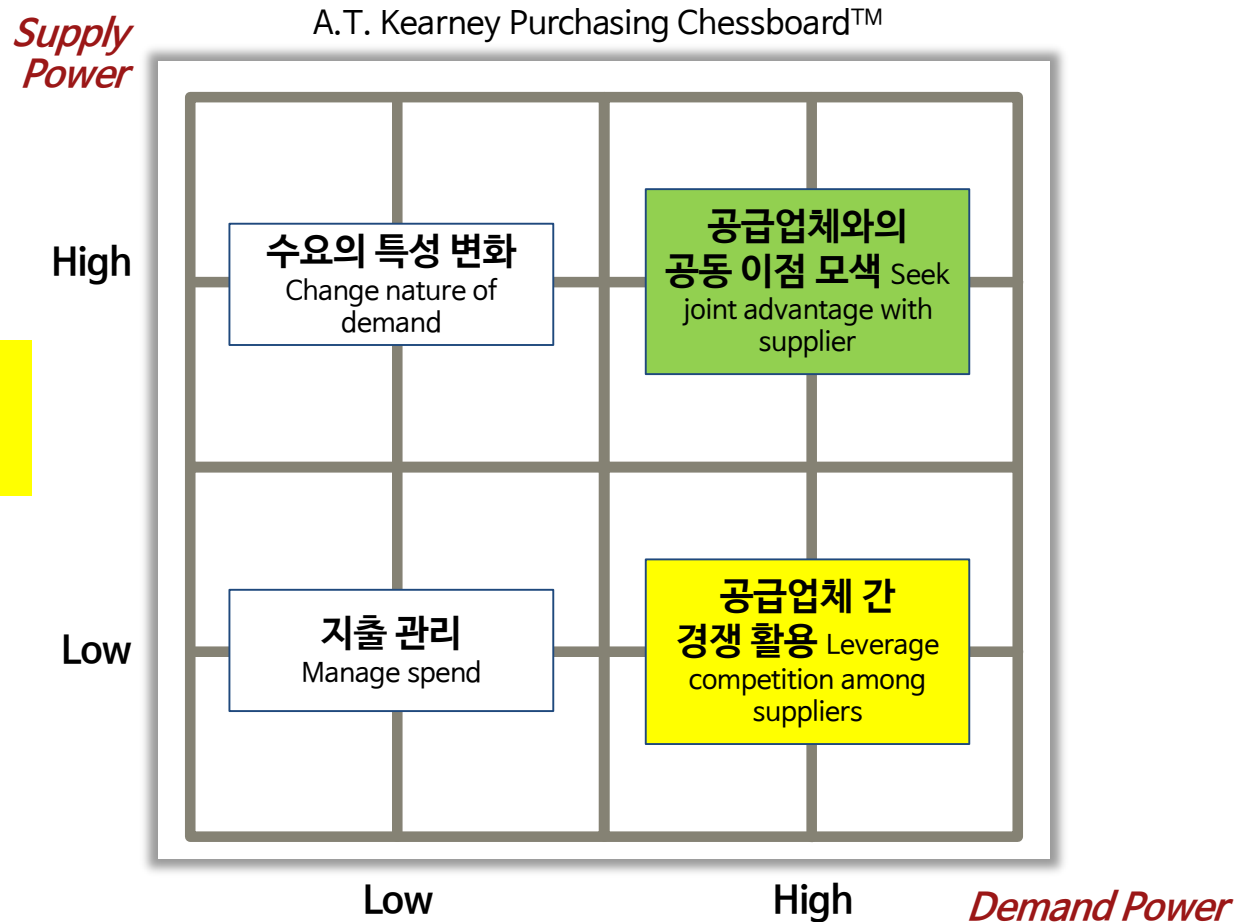 A.T. Kearney Purchasing Chessboard™
Supply
Power
High
수요의 특성 변화
Change nature of
demand
공급업체와의
공동 이점 모색 Seek
joint advantage with
supplier
Low
지출 관리
Manage spend
공급업체 간
경쟁 활용 Leverage
competition among
suppliers
Low
High
Demand Power